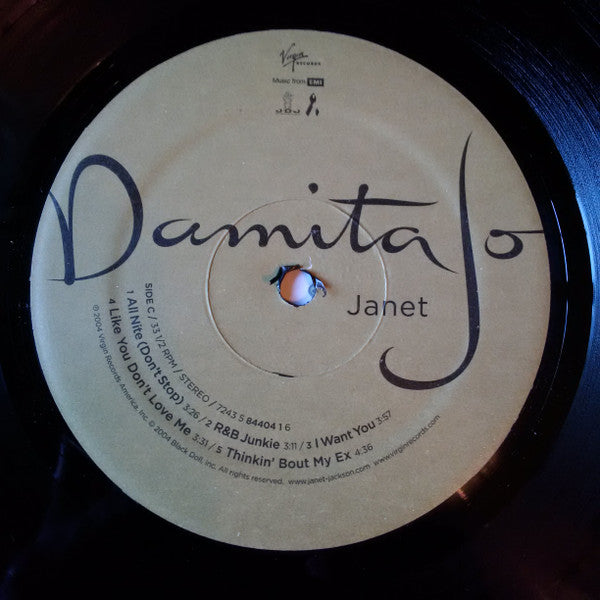 Virgin
RECORDS
Music from EMI
JDJ
Damita Jo
Janet
SIDE C / 33 1/2 RPM / STEREO / 7243 5 84404 1 6
1 All Nite (Don't Stop) 3:26 / 2 R&B Junkie 3:11 / 3 I Want You 3:57
4 Like You Don't Love Me 3:31 / 5 Thinkin' Bout My Ex 4:36
℗ 2004 Virgin Records America, Inc. © 2004 Black Doll, Inc. All rights reserved. www.janet-jackson.com www.virginrecords.com